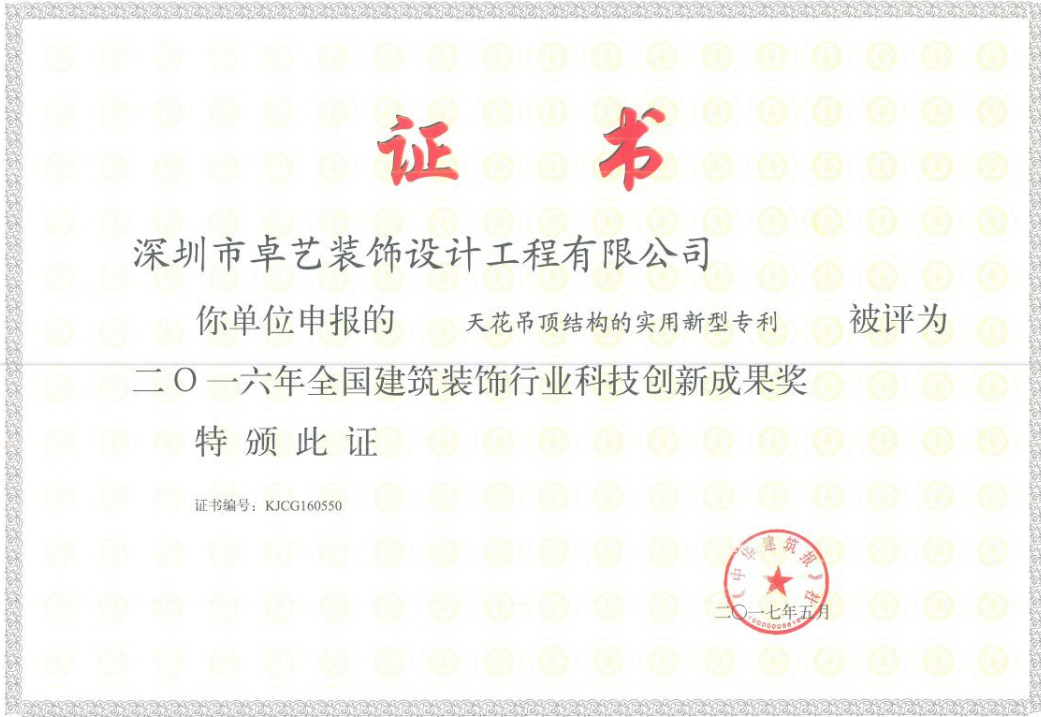 证 书
深圳市卓艺装饰设计工程有限公司
你单位申报的 天花吊顶结构的实用新型专利 被评为
二〇一六年全国建筑装饰行业科技创新成果奖
特颁此证
证书编号：KJCG160550
《中华建筑报》社
二〇一七年五月